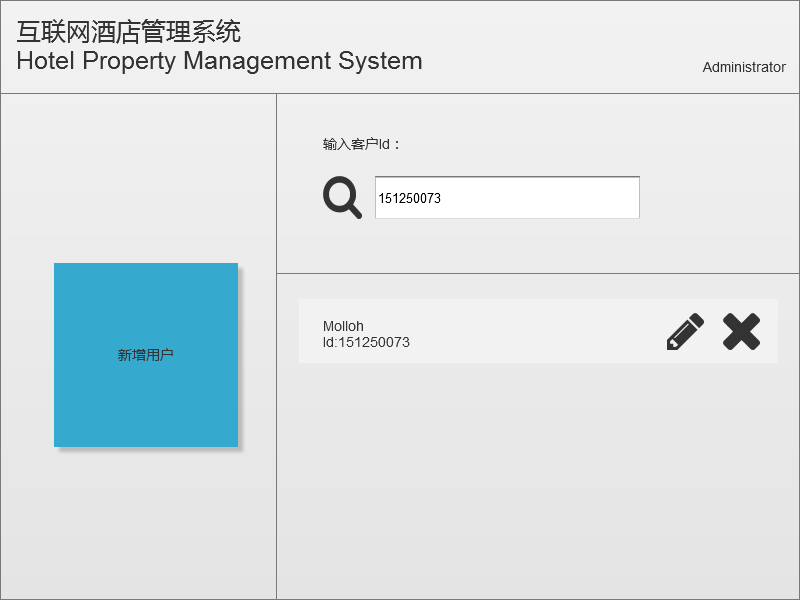 互联网酒店管理系统
Hotel Property Management System
Administrator
输入客户Id：
151250073
新增用户
Molloh
Id:151250073